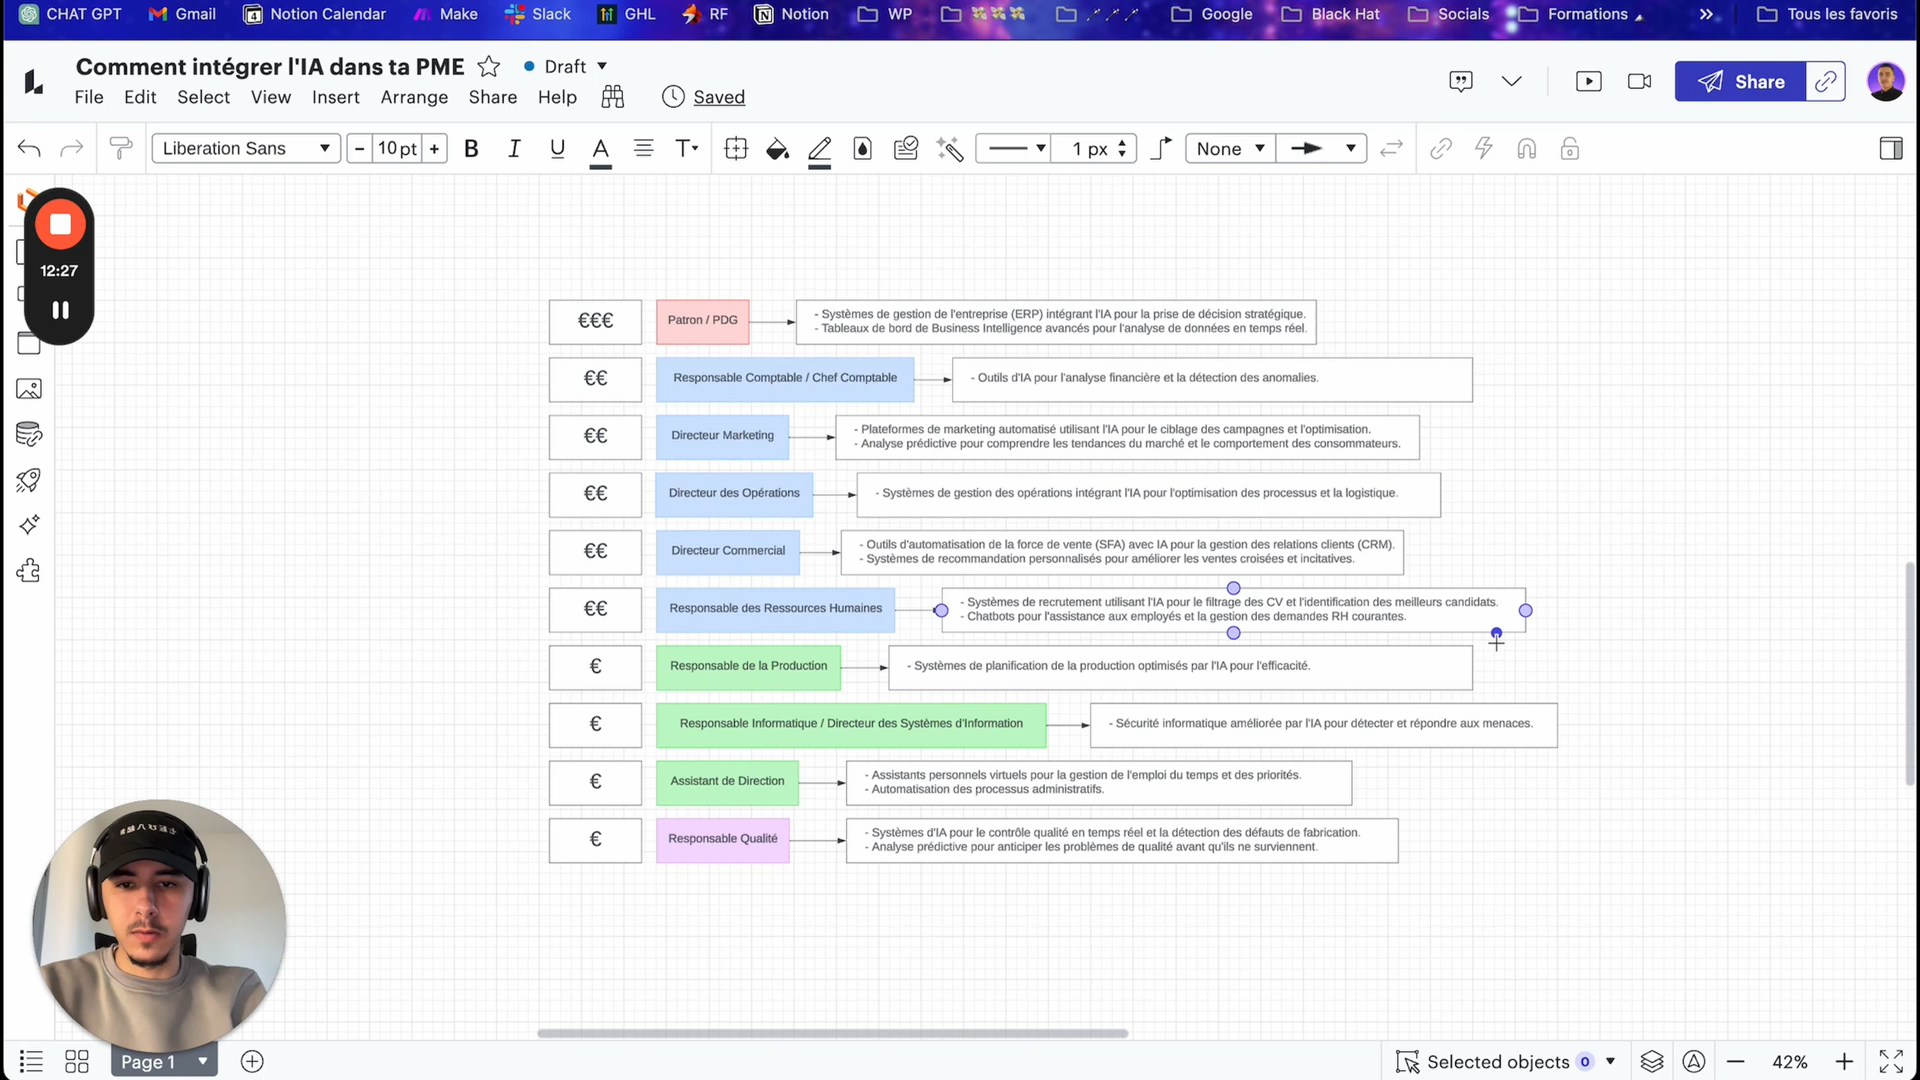 CHAT GPT
Gmail
4
Notion Calendar
Make
Slack
GHL
RF
Notion
WP
Google
Black Hat
Socials
Formations
»
Tous les favoris
Comment intégrer l'IA dans ta PME
Draft
Share
File
Edit
Select
View
Insert
Arrange
Share
Help
Saved
Liberation Sans
− 10 pt +
B
I
U
A
T
1 px
None
12:27
€€€
Patron / PDG
- Systèmes de gestion de l'entreprise (ERP) intégrant l'IA pour la prise de décision stratégique.
- Tableaux de bord de Business Intelligence avancés pour l'analyse de données en temps réel.
€€
Responsable Comptable / Chef Comptable
- Outils d'IA pour l'analyse financière et la détection des anomalies.
€€
Directeur Marketing
- Plateformes de marketing automatisé utilisant l'IA pour le ciblage des campagnes et l'optimisation.
- Analyse prédictive pour comprendre les tendances du marché et le comportement des consommateurs.
€€
Directeur des Opérations
- Systèmes de gestion des opérations intégrant l'IA pour l'optimisation des processus et la logistique.
€€
Directeur Commercial
- Outils d'automatisation de la force de vente (SFA) avec IA pour la gestion des relations clients (CRM).
- Systèmes de recommandation personnalisés pour améliorer les ventes croisées et incitatives.
€€
Responsable des Ressources Humaines
- Systèmes de recrutement utilisant l'IA pour le filtrage des CV et l'identification des meilleurs candidats.
- Chatbots pour l'assistance aux employés et la gestion des demandes RH courantes.
€
Responsable de la Production
- Systèmes de planification de la production optimisés par l'IA pour l'efficacité.
€
Responsable Informatique / Directeur des Systèmes d'Information
- Sécurité informatique améliorée par l'IA pour détecter et répondre aux menaces.
€
Assistant de Direction
- Assistants personnels virtuels pour la gestion de l'emploi du temps et des priorités.
- Automatisation des processus administratifs.
€
Responsable Qualité
- Systèmes d'IA pour le contrôle qualité en temps réel et la détection des défauts de fabrication.
- Analyse prédictive pour anticiper les problèmes de qualité avant qu'ils ne surviennent.
Page 1
Selected objects 0
− 42% +